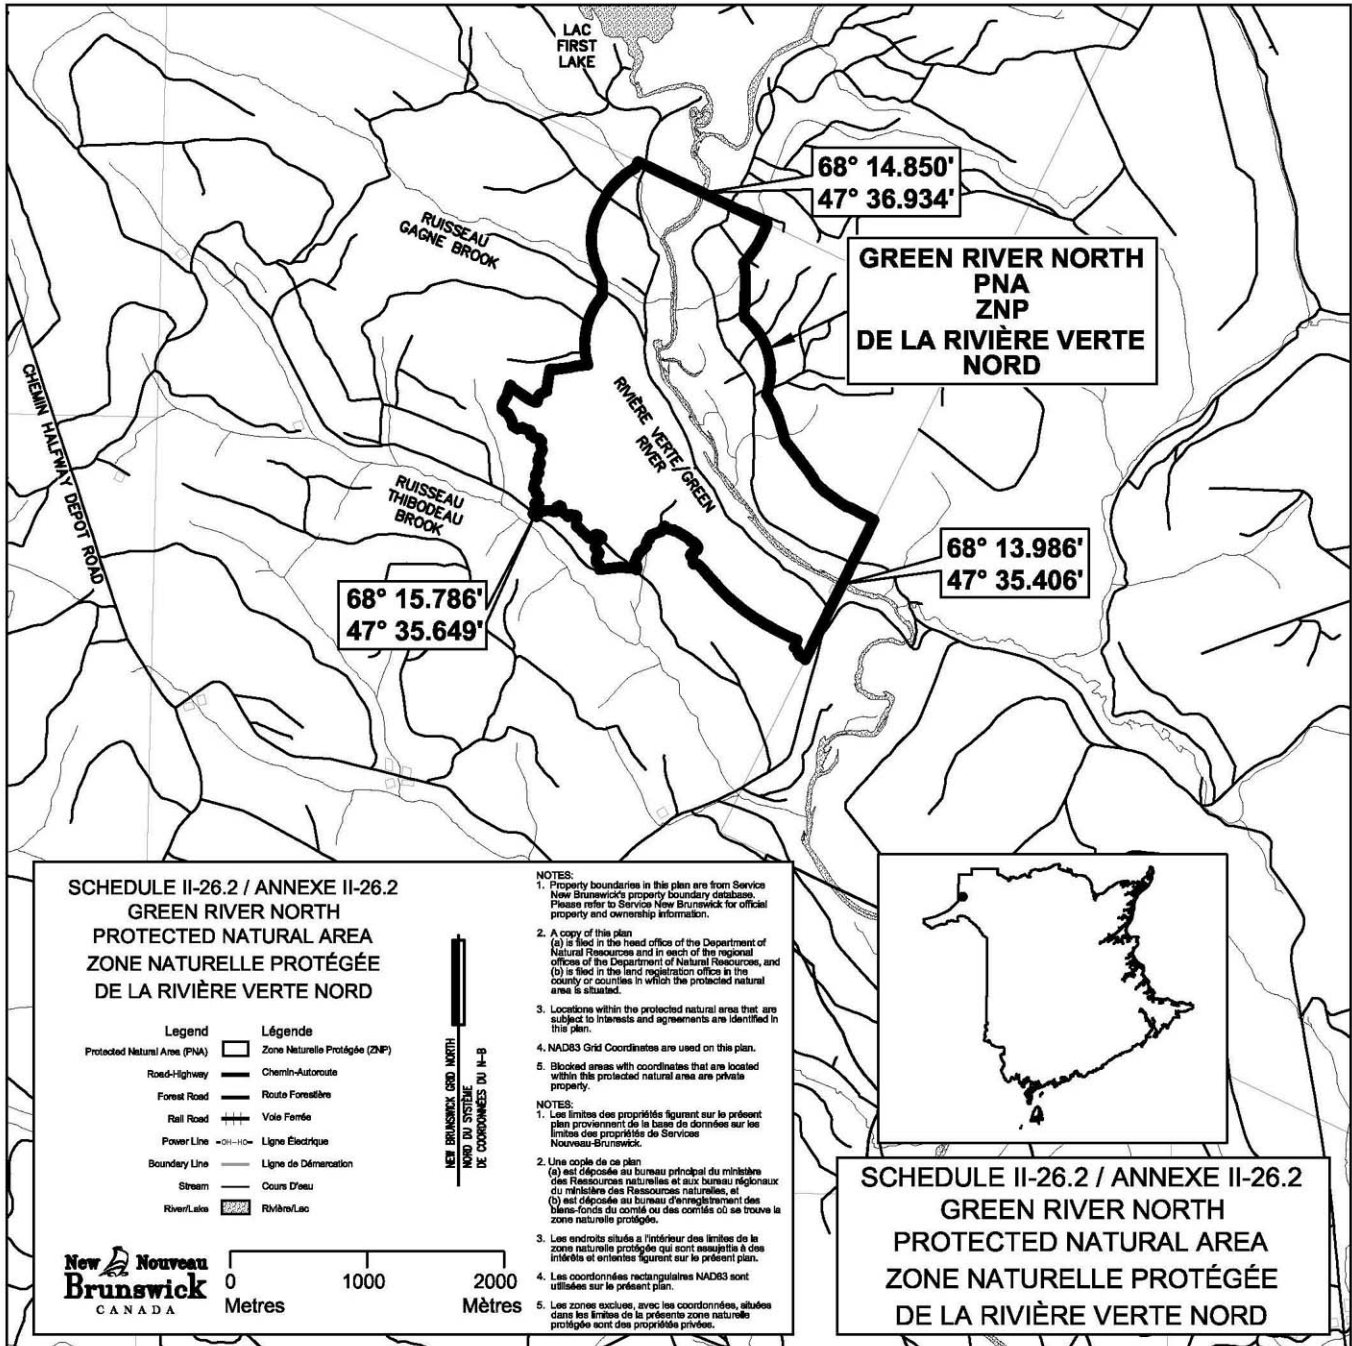 LAC
FIRST
LAKE
68° 14.850'
47° 36.934'
RUISSEAU
GAGNE BROOK
GREEN RIVER NORTH
PNA
ZNP
DE LA RIVIÈRE VERTE
NORD
CHEMIN HALFWAY DEPOT ROAD
RIVIÈRE VERTE/GREEN
RIVER
RUISSEAU
THIBODEAU
BROOK
68° 13.986'
47° 35.406'
68° 15.786'
47° 35.649'
SCHEDULE II-26.2 / ANNEXE II-26.2
GREEN RIVER NORTH
PROTECTED NATURAL AREA
ZONE NATURELLE PROTÉGÉE
DE LA RIVIÈRE VERTE NORD
Legend Légende
Protected Natural Area (PNA) Zone Naturelle Protégée (ZNP)
Road-Highway Chemin-Autoroute
Forest Road Route Forestière
Rail Road Voie Ferrée
Power Line -OH-HO- Ligne Électrique
Boundary Line Ligne de Démarcation
Stream Cours D'eau
River/Lake Rivière/Lac
NEW BRUNSWICK GRID NORTH
NORD DU SYSTÈME
DE COORDONNÉES DU N-B
New Nouveau
Brunswick
CANADA
0 1000 2000
Metres Mètres
NOTES:
1. Property boundaries in this plan are from Service
New Brunswick's property boundary database.
Please refer to Service New Brunswick for official
property and ownership information.
2. A copy of this plan
(a) is filed in the head office of the Department of
Natural Resources and in each of the regional
offices of the Department of Natural Resources, and
(b) is filed in the land registration office in the
county or counties in which the protected natural
area is situated.
3. Locations within the protected natural area that are
subject to interests and agreements are identified in
this plan.
4. NAD83 Grid Coordinates are used on this plan.
5. Blocked areas with coordinates that are located
within this protected natural area are private
property.
NOTES:
1. Les limites des propriétés figurant sur le présent
plan proviennent de la base de données sur les
limites des propriétés de Services
Nouveau-Brunswick.
2. Une copie de ce plan
(a) est déposée au bureau principal du ministère
des Ressources naturelles et aux bureau régionaux
du ministère des Ressources naturelles, et
(b) est déposée au bureau d'enregistrement des
biens-fonds du comté ou des comtés où se trouve la
zone naturelle protégée.
3. Les endroits situés a l'intérieur des limites de la
zone naturelle protégée qui sont assujettis à des
intérêts et ententes figurent sur le présent plan.
4. Les coordonnées rectangulaires NAD83 sont
utilisées sur le présent plan.
5. Les zones exclues, avec les coordonnées, situées
dans les limites de la présente zone naturelle
protégée sont des propriétés privées.
SCHEDULE II-26.2 / ANNEXE II-26.2
GREEN RIVER NORTH
PROTECTED NATURAL AREA
ZONE NATURELLE PROTÉGÉE
DE LA RIVIÈRE VERTE NORD